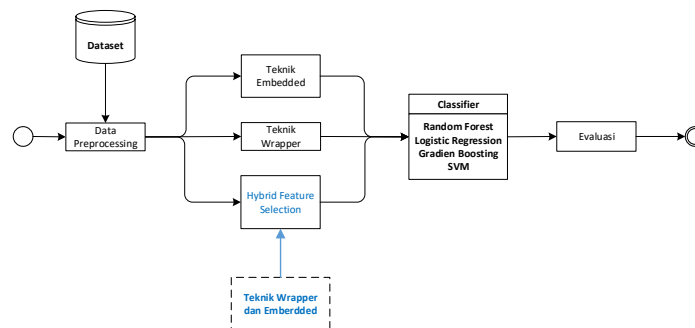 Dataset
Teknik
Embedded
Data
Preprocessing
Teknik
Wrapper
Hybrid Feature
Selection
Teknik Wrapper
dan Emberdded
Classifier
Random Forest
Logistic Regression
Gradien Boosting
SVM
Evaluasi